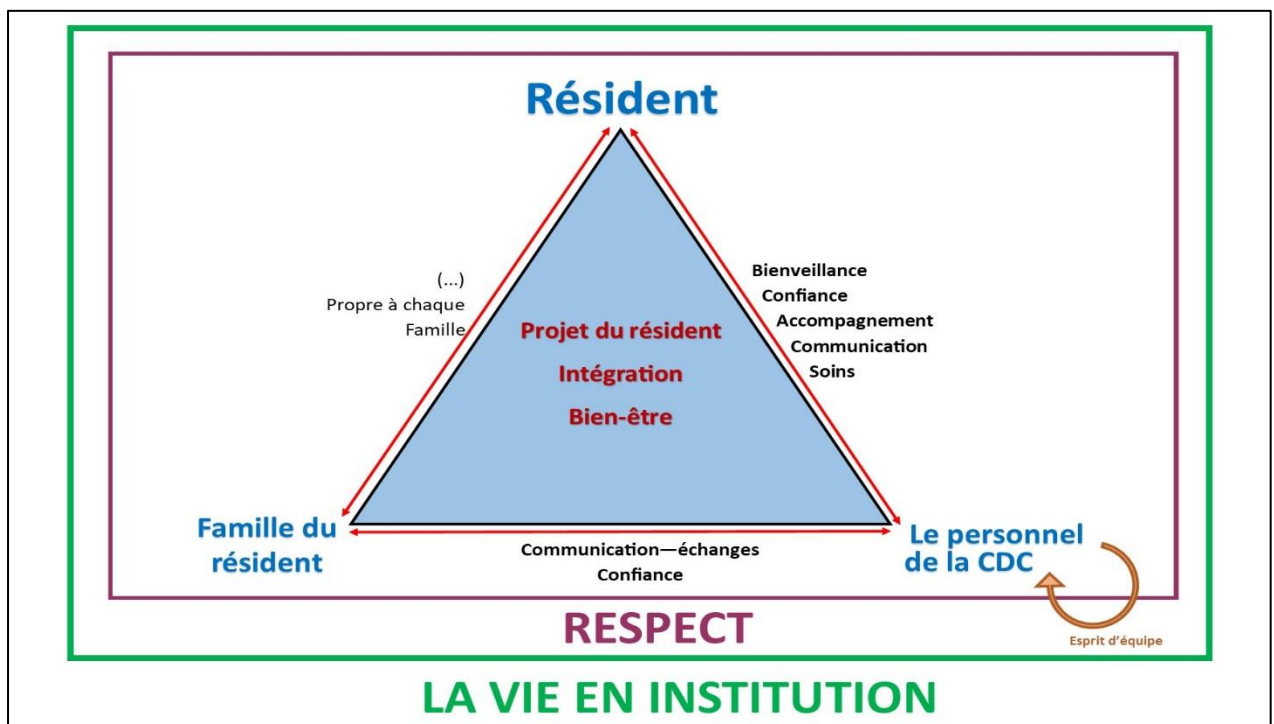 Résident
(...)
Propre à chaque
Famille
Bienveillance
Confiance
Accompagnement
Communication
Soins
Projet du résident
Intégration
Bien-être
Famille du
résident
Communication—échanges
Confiance
Le personnel
de la CDC
Esprit d'équipe
RESPECT
LA VIE EN INSTITUTION